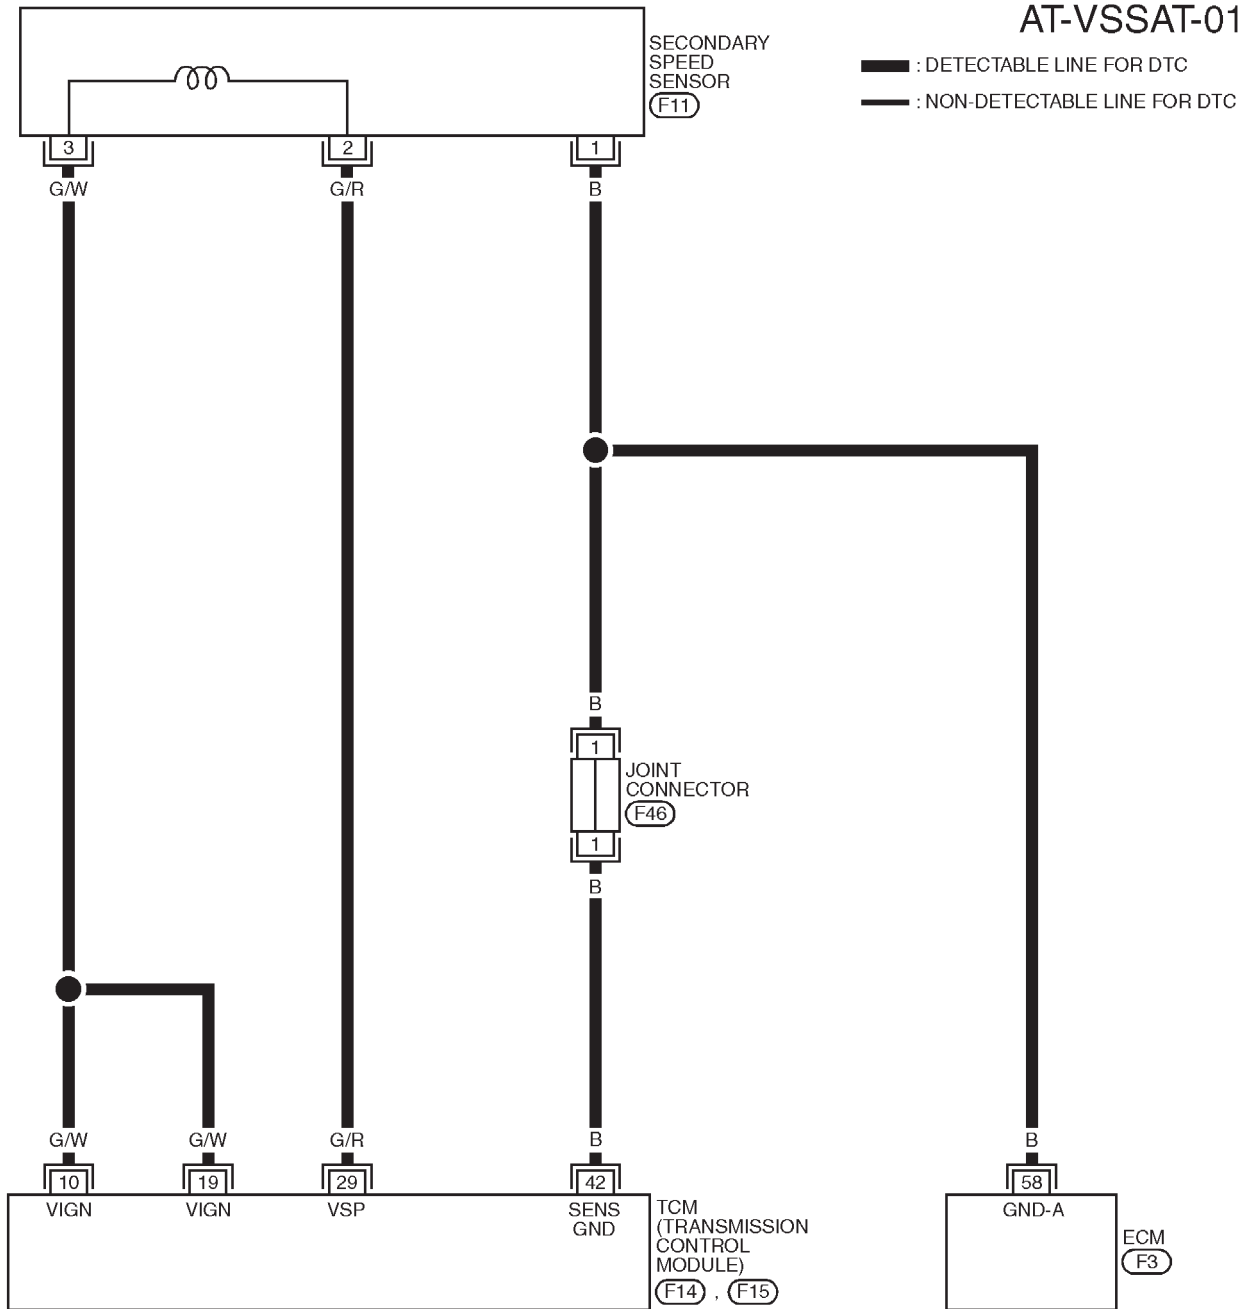 AT-VSSAT-01
: DETECTABLE LINE FOR DTC
: NON-DETECTABLE LINE FOR DTC
SECONDARY
SPEED
SENSOR
F11
3 2 1
G/W G/R B
B
1
JOINT
CONNECTOR
F46
1
B
G/W G/W G/R B B
10 19 29 42 58
VIGN VIGN VSP SENS GND-A
GND
TCM
(TRANSMISSION
CONTROL
MODULE)
F14 , F15
ECM
F3